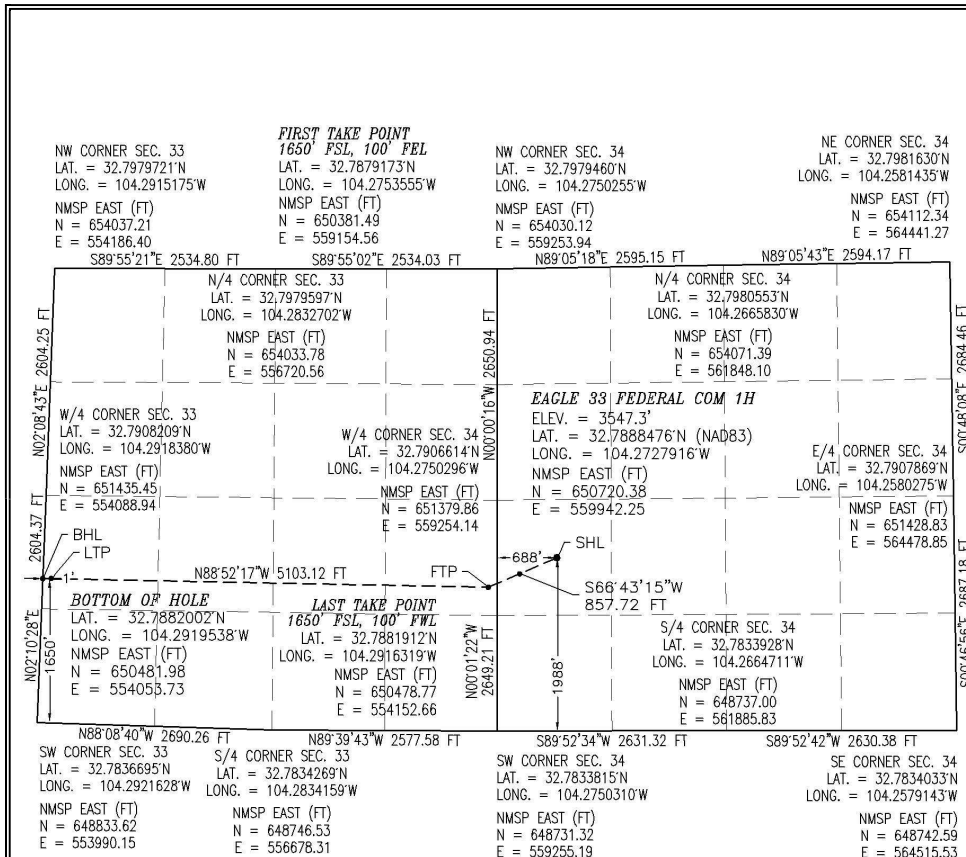 NW CORNER SEC. 33
LAT. = 32.7979721°N
LONG. = 104.2915175°W
NMSP EAST (FT)
N = 654037.21
E = 554186.40
FIRST TAKE POINT
1650' FSL, 100' FEL
LAT. = 32.7879173°N
LONG. = 104.2753555°W
NMSP EAST (FT)
N = 650381.49
E = 559154.56
NW CORNER SEC. 34
LAT. = 32.7979460°N
LONG. = 104.2750255°W
NMSP EAST (FT)
N = 654030.12
E = 559253.94
NE CORNER SEC. 34
LAT. = 32.7981630°N
LONG. = 104.2581435°W
NMSP EAST (FT)
N = 654112.34
E = 564441.27
S89°55'21"E 2534.80 FT
S89°55'02"E 2534.03 FT
N89°05'18"E 2595.15 FT
N89°05'43"E 2594.17 FT
N/4 CORNER SEC. 33
LAT. = 32.7979597°N
LONG. = 104.2832702°W
NMSP EAST (FT)
N = 654033.78
E = 556720.56
N/4 CORNER SEC. 34
LAT. = 32.7980553°N
LONG. = 104.2665830°W
NMSP EAST (FT)
N = 654071.39
E = 561848.10
N02°08'43"E 2604.25 FT
N00°00'16"W 2650.94 FT
S00°48'08"E 2684.46 FT
W/4 CORNER SEC. 33
LAT. = 32.7908209°N
LONG. = 104.2918380°W
NMSP EAST (FT)
N = 551435.45
E = 554088.94
W/4 CORNER SEC. 34
LAT. = 32.7906614°N
LONG. = 104.2750296°W
NMSP EAST (FT)
N = 651379.86
E = 559254.14
EAGLE 33 FEDERAL COM 1H
ELEV. = 3547.3'
LAT. = 32.7888476°N (NAD83)
LONG. = 104.2727916°W
NMSP EAST (FT)
N = 650720.38
E = 559942.25
E/4 CORNER SEC. 34
LAT. = 32.7907869°N
LONG. = 104.2580275°W
NMSP EAST (FT)
N = 651428.83
E = 564478.85
BHL
LTP
1'
N88°52'17"W 5103.12 FT
FTP
688'
SHL
S66°43'15"W
857.72 FT
N02°10'28"E 2604.37 FT
1650'
BOTTOM OF HOLE
LAT. = 32.7882002°N
LONG. = 104.2919538°W
NMSP EAST (FT)
N = 650481.98
E = 554053.73
LAST TAKE POINT
1650' FSL, 100' FWL
LAT. = 32.7881912°N
LONG. = 104.2916319°W
NMSP EAST (FT)
N = 650478.77
E = 554152.66
N00°01'22"W
2649.21 FT
1988'
S/4 CORNER SEC. 34
LAT. = 32.7833928°N
LONG. = 104.2664711°W
NMSP EAST (FT)
N = 648737.00
E = 561885.83
S00°46'56"E 2687.18 FT
N88°08'40"W 2690.26 FT
N89°39'43"W 2577.58 FT
S89°52'34"W 2631.32 FT
S89°52'42"W 2630.38 FT
SW CORNER SEC. 33
LAT. = 32.7836695°N
LONG. = 104.2921628°W
NMSP EAST (FT)
N = 648833.62
E = 553990.15
S/4 CORNER SEC. 33
LAT. = 32.7834269°N
LONG. = 104.2834159°W
NMSP EAST (FT)
N = 648746.53
E = 556678.31
SW CORNER SEC. 34
LAT. = 32.7833815°N
LONG. = 104.2750310°W
NMSP EAST (FT)
N = 648731.32
E = 559255.19
SE CORNER SEC. 34
LAT. = 32.7834033°N
LONG. = 104.2579143°W
NMSP EAST (FT)
N = 648742.59
E = 564515.53